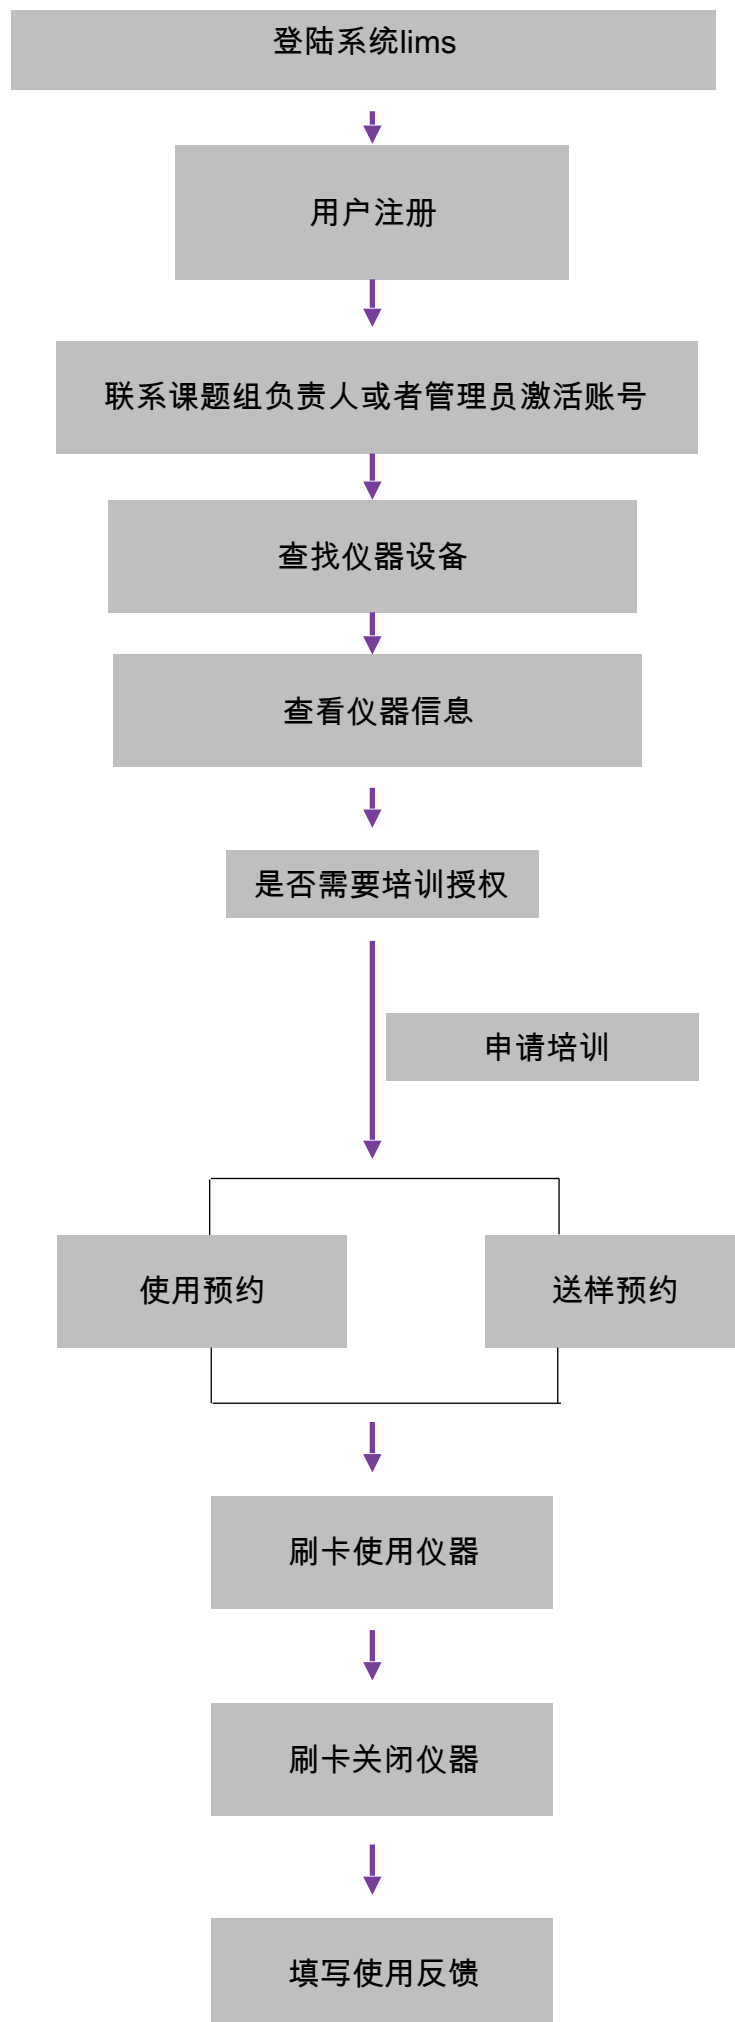 登陆系统lims
用户注册
联系课题组负责人或者管理员激活账号
查找仪器设备
查看仪器信息
是否需要培训授权
申请培训
使用预约
送样预约
刷卡使用仪器
刷卡关闭仪器
填写使用反馈